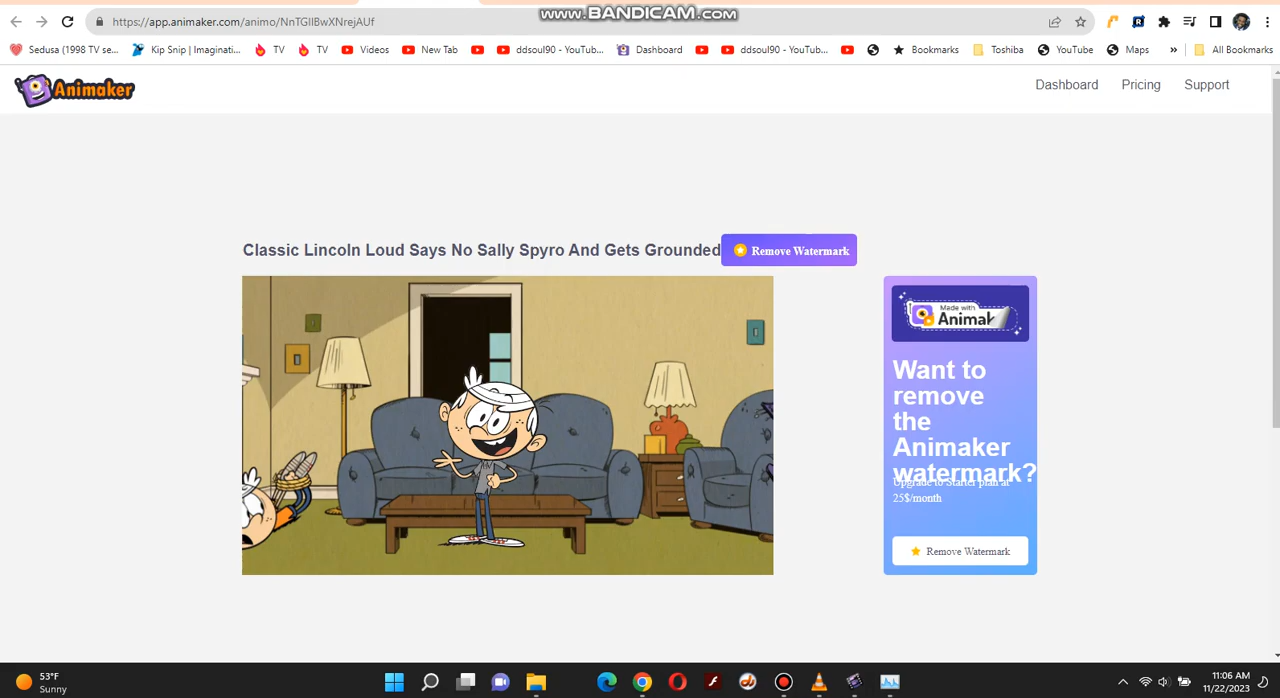 www.BANDICAM.com
https://app.animaker.com/animo/NnTGIIBwXNrejAUf
Sedusa (1998 TV se...
Kip Snip | Imaginati...
TV
TV
Videos
New Tab
ddsoul90 - YouTub...
Dashboard
ddsoul90 - YouTub...
Bookmarks
Toshiba
YouTube
Maps
»
All Bookmarks
Animaker
Dashboard
Pricing
Support
Classic Lincoln Loud Says No Sally Spyro And Gets Grounded
Remove Watermark
Made with
Animak
Want to
remove
the
Animaker
watermark?
Upgrade to Starter plan at
25$/month
Remove Watermark
53°F
Sunny
11:06 AM
11/22/2023